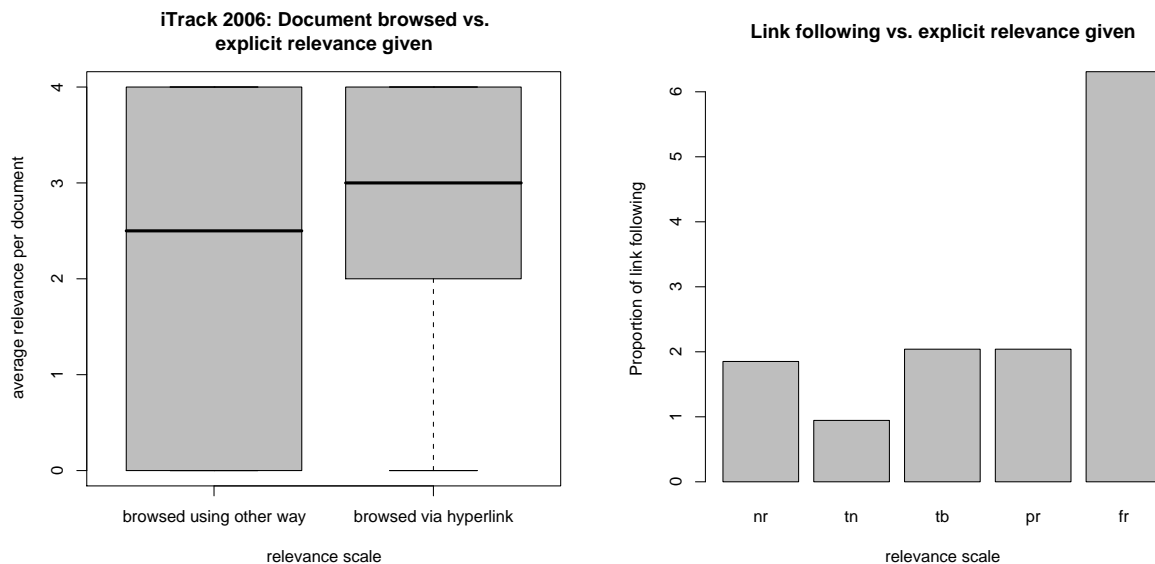 iTrack 2006: Document browsed vs.
explicit relevance given
average relevance per document
4
3
2
1
0
browsed using other way
browsed via hyperlink
relevance scale
Link following vs. explicit relevance given
Proportion of link following
6
5
4
3
2
1
0
nr
tn
tb
pr
fr
relevance scale